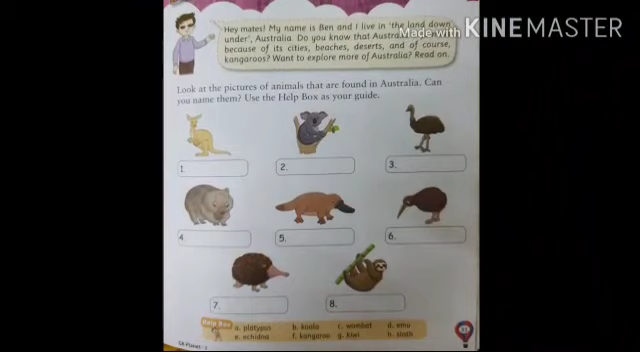 Made with KINEMASTER
Hey mates! My name is Ben and I live in 'the land down
under', Australia. Do you know that
because of its cities, beaches, deserts, and of course,
kangaroos? Want to explore more of Australia? Read on.
Look at the pictures of animals that are found in Australia. Can
you name them? Use the Help Box as your guide.
1.
2.
3.
4.
5.
6.
7.
8.
Help Box
a. platypus b. koala c. wombat d. emu
e. echidna f. kangaroo g. kiwi h. sloth